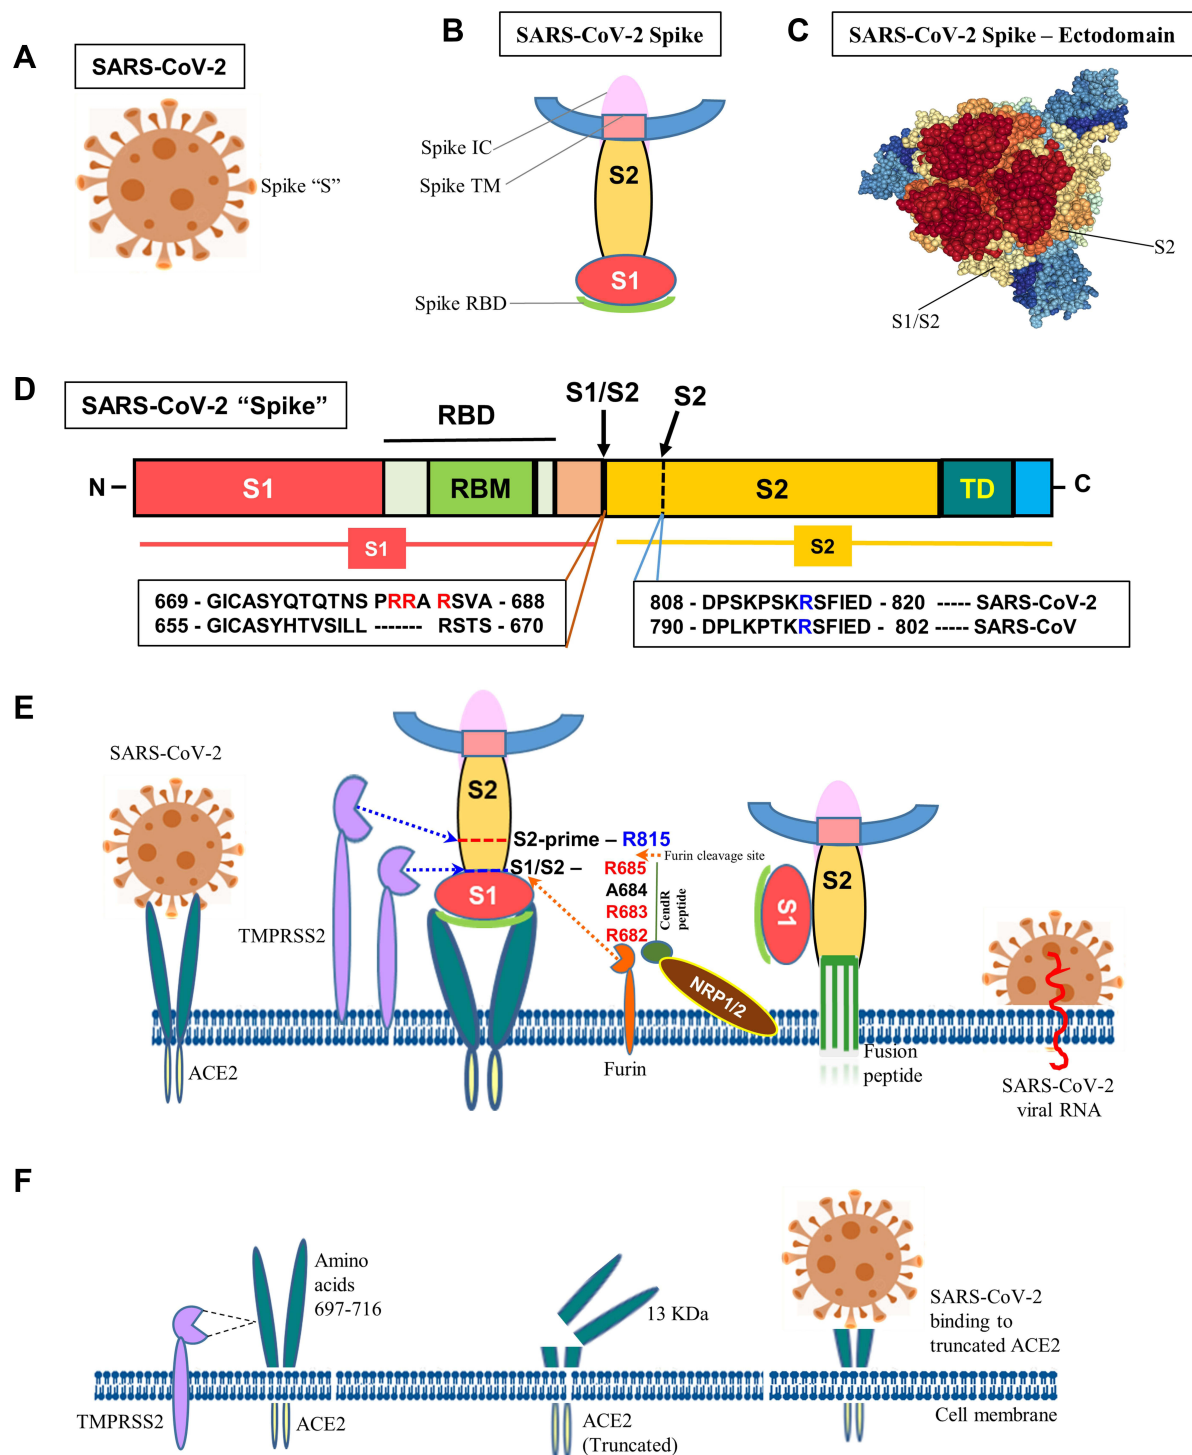 A
SARS-CoV-2
Spike “S”
B
SARS-CoV-2 Spike
Spike IC
Spike TM
S2
S1
Spike RBD
C
SARS-CoV-2 Spike – Ectodomain
S2
S1/S2
D
SARS-CoV-2 “Spike”
RBD
S1/S2
S2
N –
S1
RBM
S2
TD
– C
S1
S2
669 - GICASYQTQTNS PRRA RSVA - 688
655 - GICASYHTVSILL ------- RSTS - 670
808 - DPSKPSKRSFIED - 820 ----- SARS-CoV-2
790 - DPLKPTKRSFIED - 802 ----- SARS-CoV
E
SARS-CoV-2
ACE2
TMPRSS2
S2
S2-prime – R815
S1/S2 –
S1
Furin cleavage site
R685
A684
R683
R682
CendR
peptide
NRP1/2
Furin
S1
S2
Fusion
peptide
SARS-CoV-2
viral RNA
F
Amino
acids
697-716
TMPRSS2
ACE2
13 KDa
ACE2
(Truncated)
SARS-CoV-2
binding to
truncated ACE2
Cell membrane